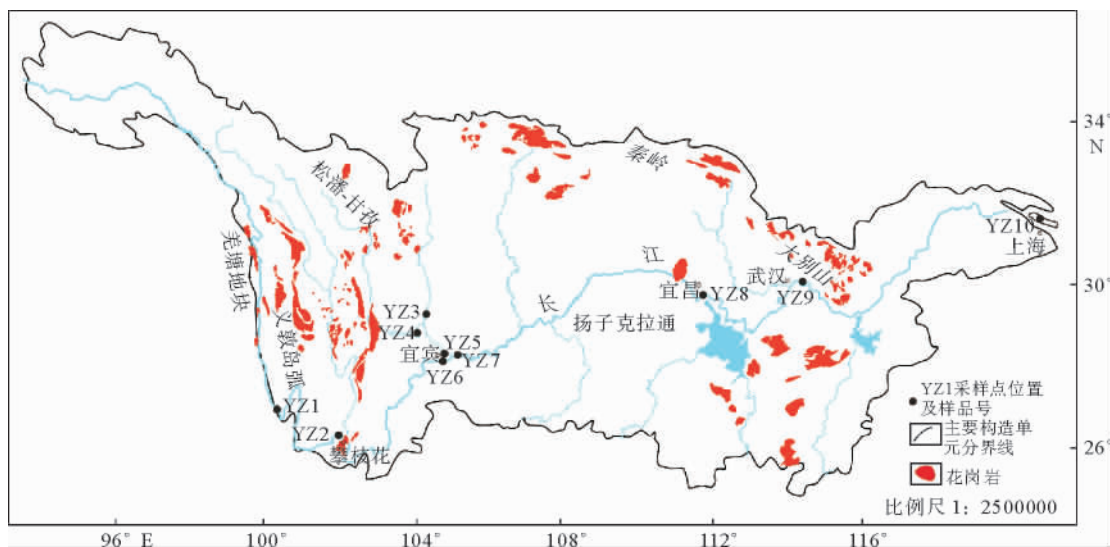 34°
N
秦岭
松潘-甘孜
YZ10
上海
羌塘地块
江
大别山
武汉
宜昌
YZ8
YZ9
30°
YZ3
长
扬子克拉通
YZ4
义敦岛弧
宜宾
YZ5
YZ7
YZ6
YZ1
YZ1采样点位置
及样品号
YZ2
主要构造单
元分界线
攀枝花
26°
花岗岩
比例尺 1：2500000
96° E
100°
104°
108°
112°
116°